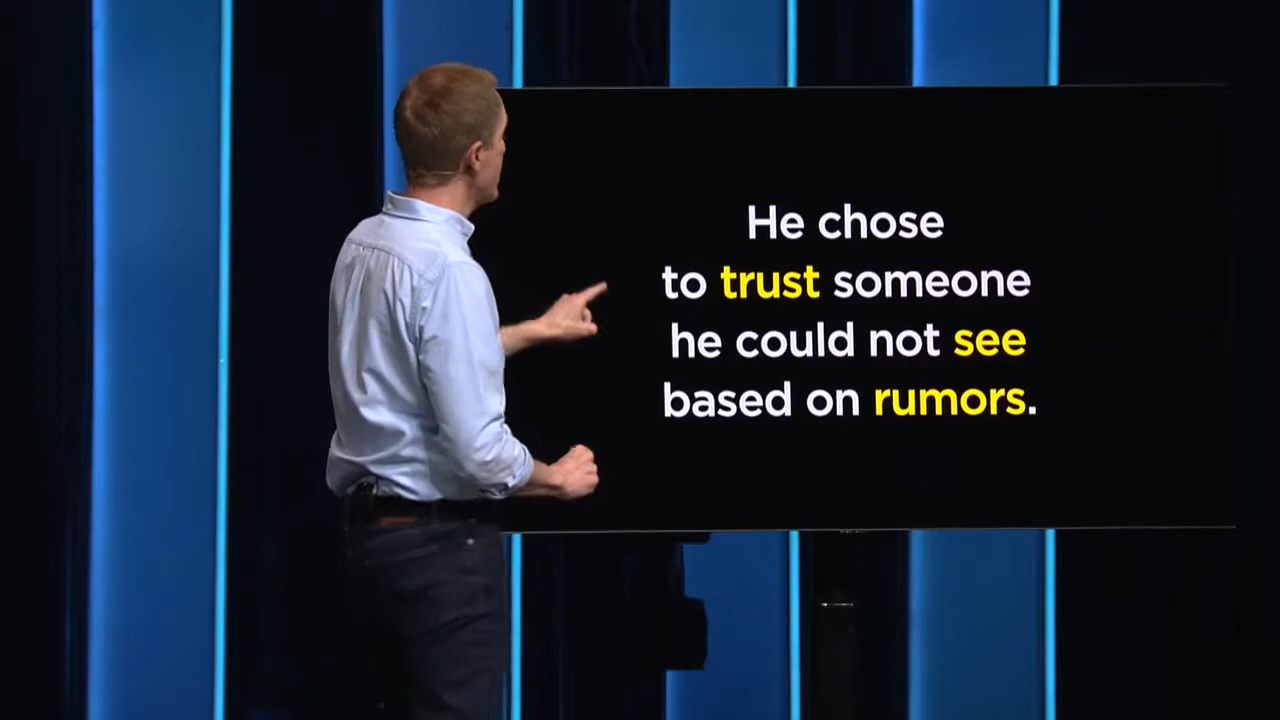 He chose
to trust someone
he could not see
based on rumors.